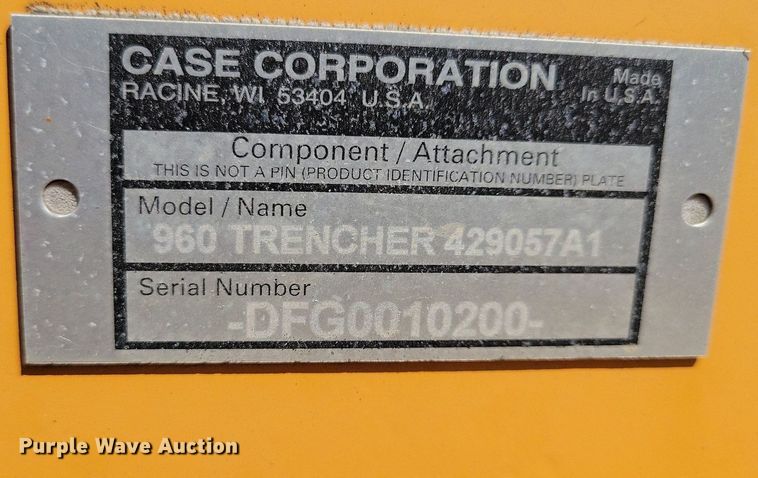 CASE CORPORATION
RACINE, WI 53404 U.S.A.
Made
In U.S.A.
Component / Attachment
THIS IS NOT A PIN (PRODUCT IDENTIFICATION NUMBER) PLATE
Model / Name
960 TRENCHER 429057A1
Serial Number
-DFG0010200-
Purple Wave Auction